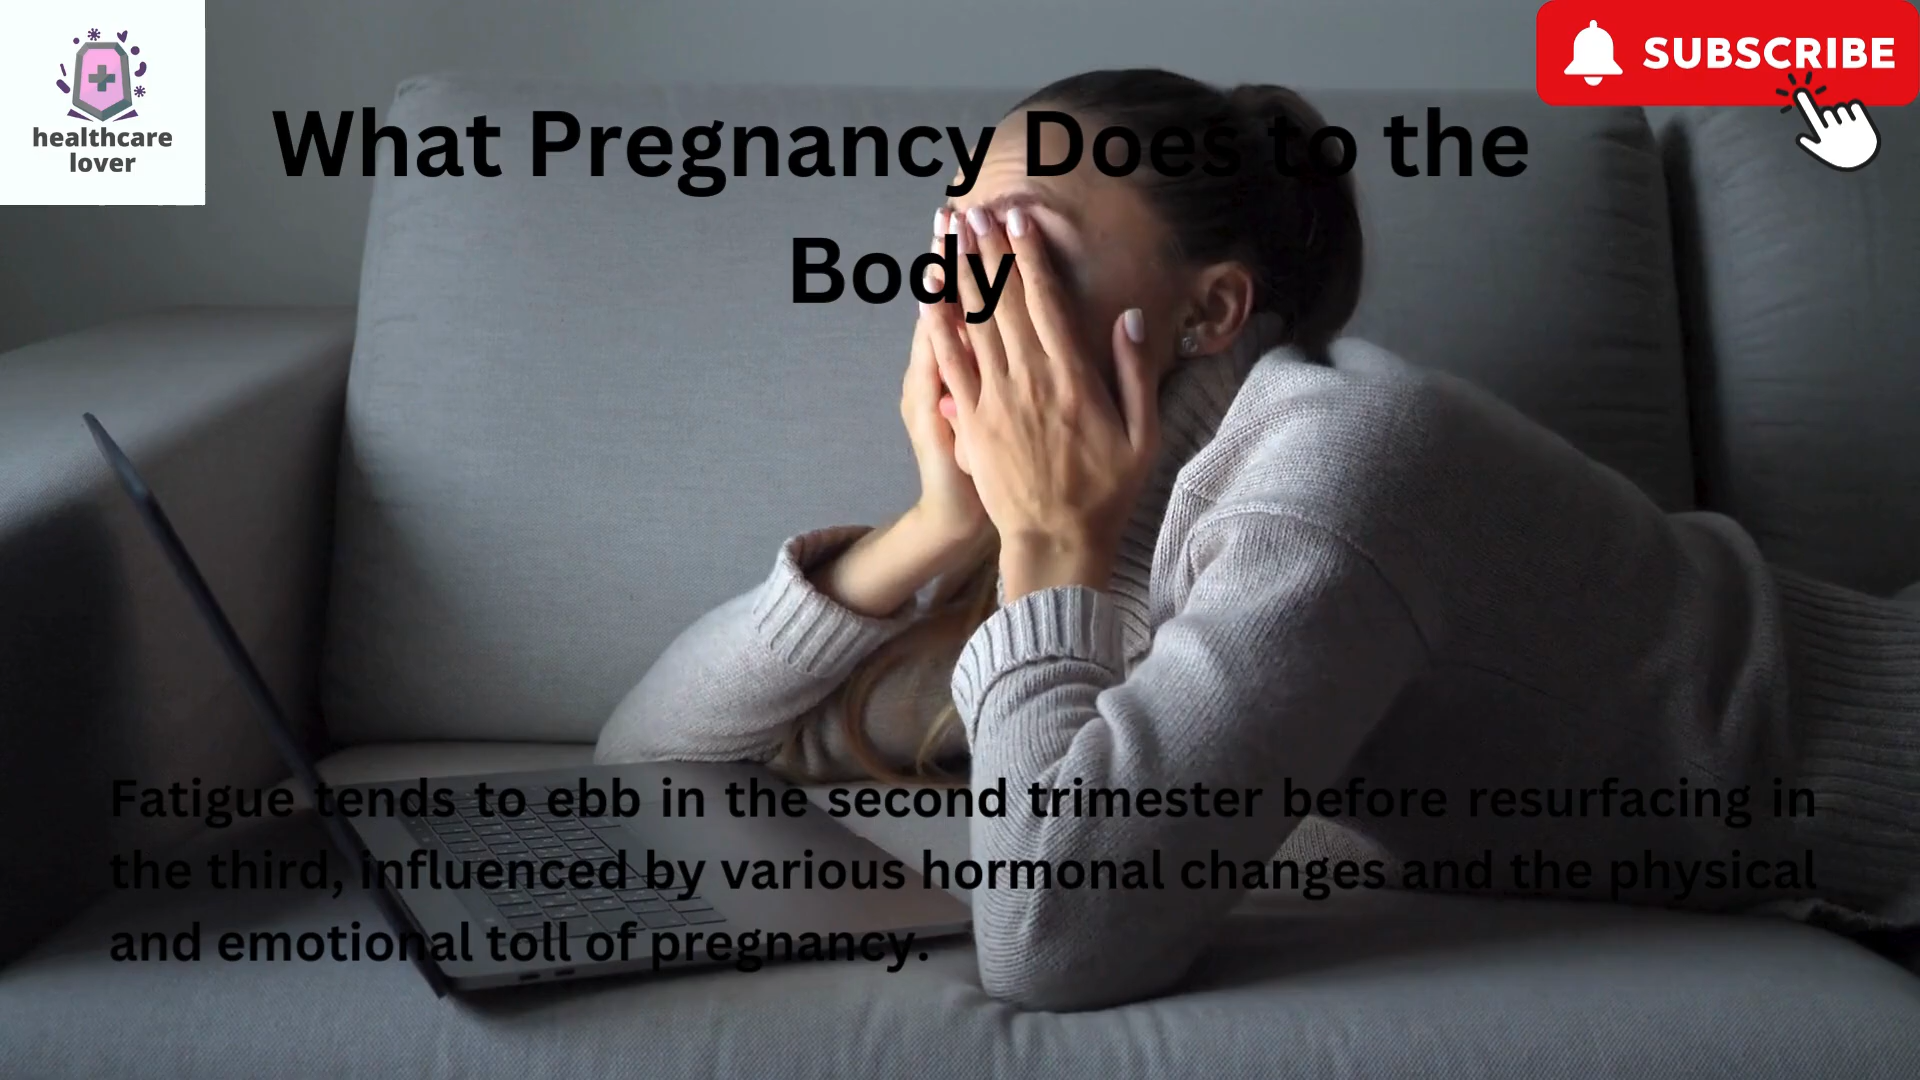 healthcare
lover
SUBSCRIBE
What Pregnancy Does to the
Body
Fatigue tends to ebb in the second trimester before resurfacing in
the third, influenced by various hormonal changes and the physical
and emotional toll of pregnancy.